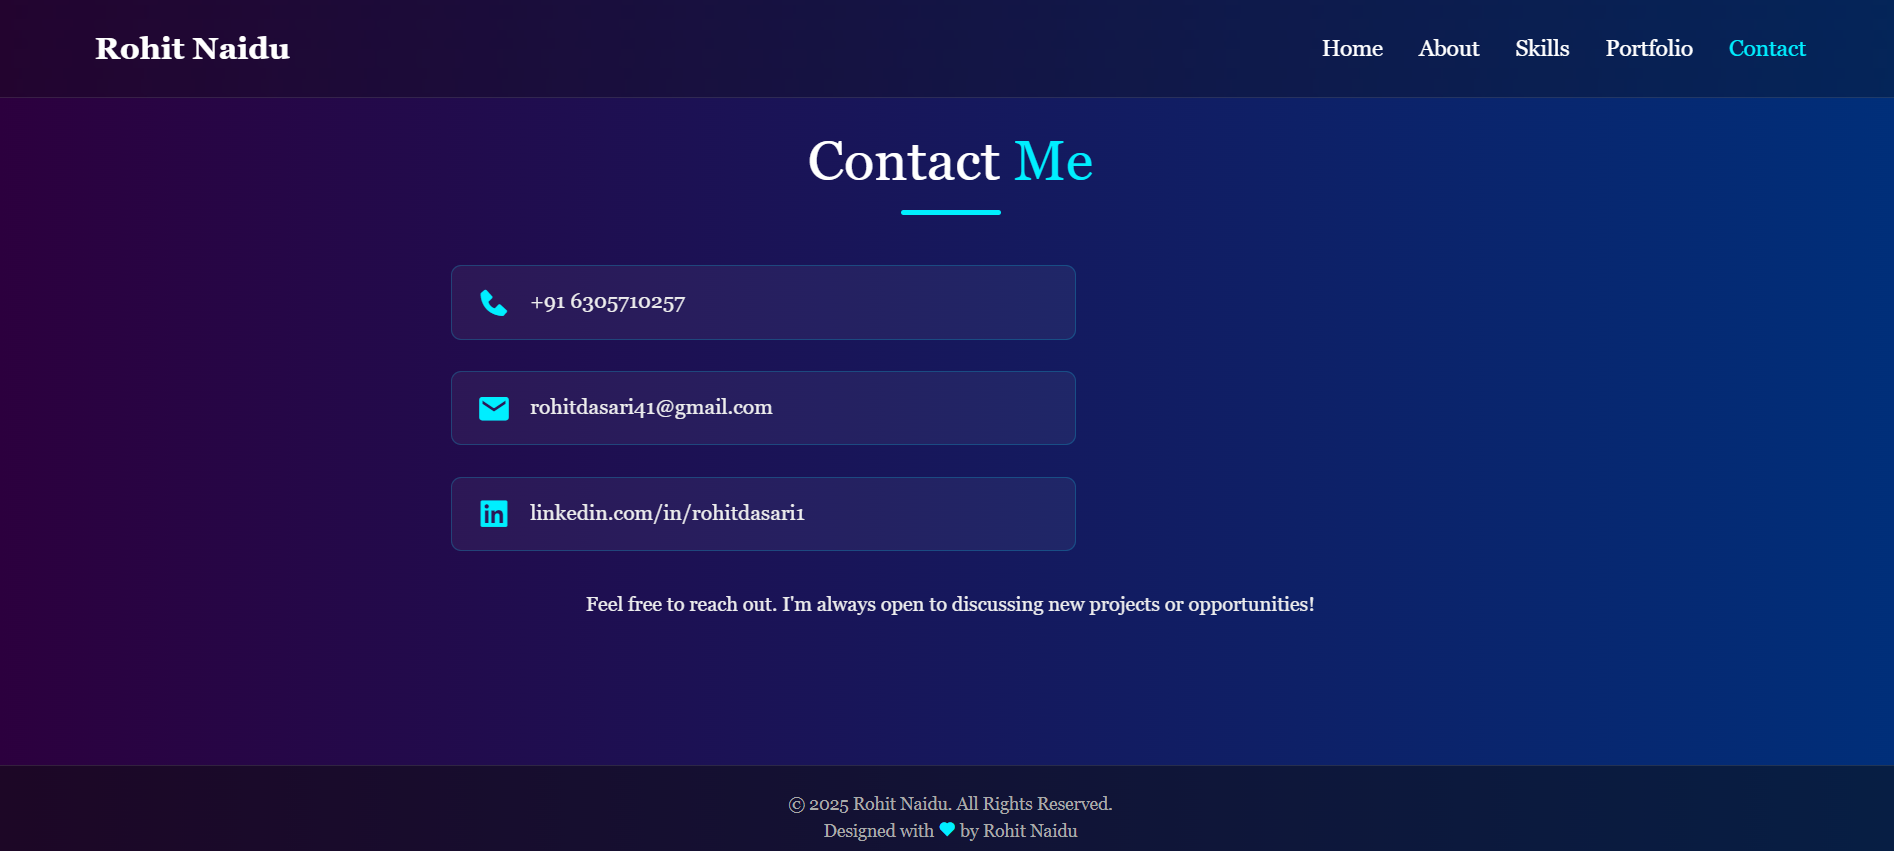 Rohit Naidu
Home About Skills Portfolio Contact
Contact Me
+91 6305710257
rohitdasari41@gmail.com
linkedin.com/in/rohitdasari1
Feel free to reach out. I'm always open to discussing new projects or opportunities!
© 2025 Rohit Naidu. All Rights Reserved.
Designed with by Rohit Naidu